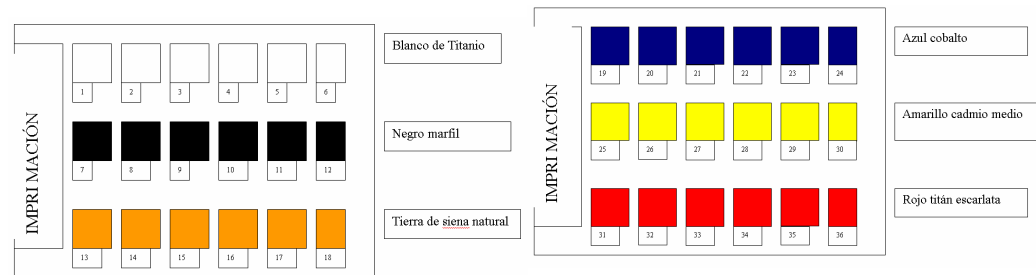 IMPRI MACIÓN
1 2 3 4 5 6
Blanco de Titanio
7 8 9 10 11 12
Negro marfil
13 14 15 16 17 18
Tierra de siena natural
IMPRI MACIÓN
19 20 21 22 23 24
Azul cobalto
25 26 27 28 29 30
Amarillo cadmio medio
31 32 33 34 35 36
Rojo titán escarlata